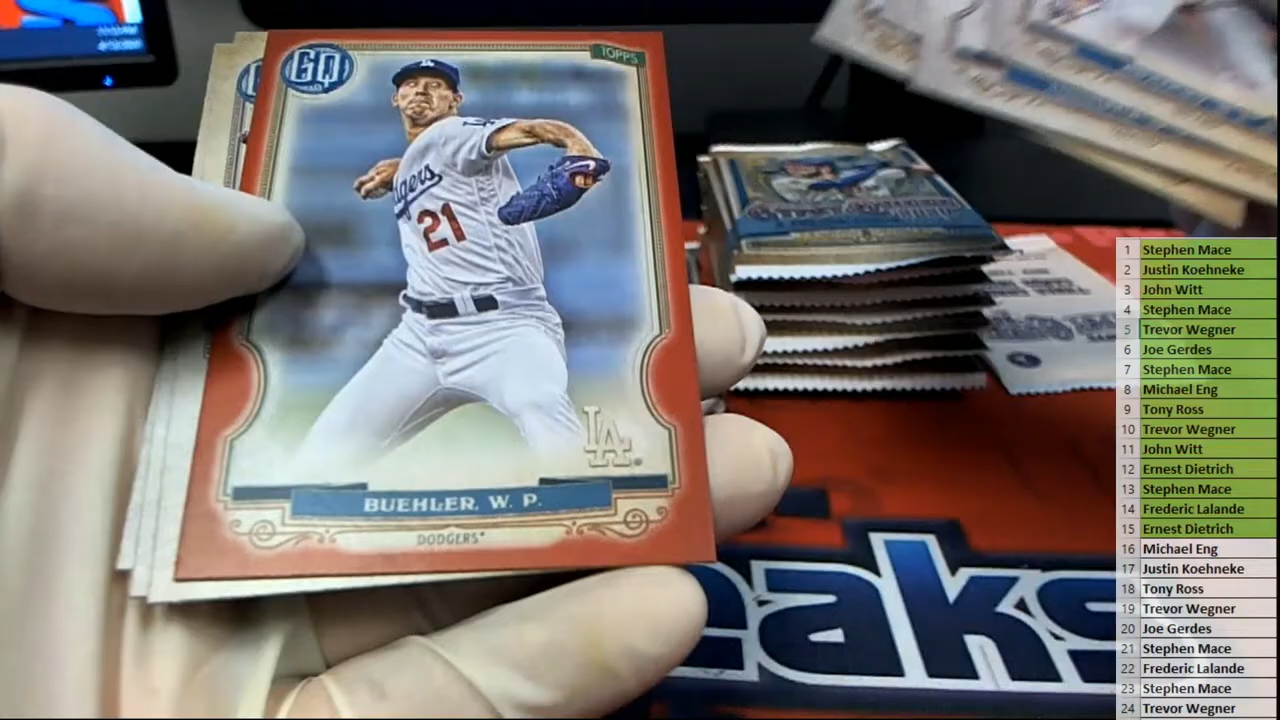 GQ
TOPPS
LA
Dodgers
21
LA
BUEHLER, W. P.
DODGERS
eaks
1 Stephen Mace
2 Justin Koehneke
3 John Witt
4 Stephen Mace
5 Trevor Wegner
6 Joe Gerdes
7 Stephen Mace
8 Michael Eng
9 Tony Ross
10 Trevor Wegner
11 John Witt
12 Ernest Dietrich
13 Stephen Mace
14 Frederic Lalande
15 Ernest Dietrich
16 Michael Eng
17 Justin Koehneke
18 Tony Ross
19 Trevor Wegner
20 Joe Gerdes
21 Stephen Mace
22 Frederic Lalande
23 Stephen Mace
24 Trevor Wegner